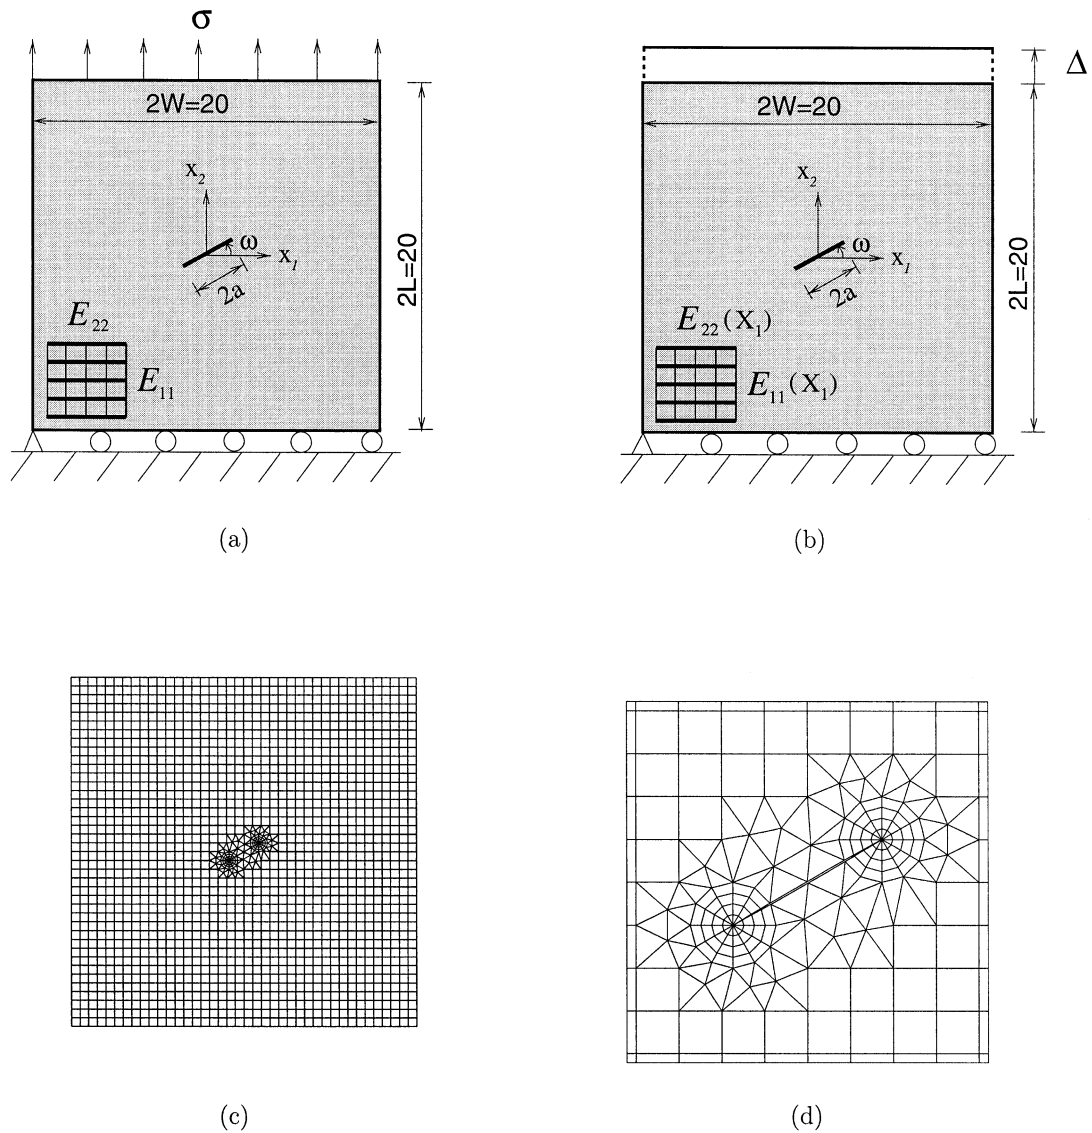 σ
2W=20
x2
ω
x1
2a
2L=20
E22
E11
(a)
Δ
2W=20
x2
ω
x1
2a
2L=20
E22(X1)
E11(X1)
(b)
(c)
(d)